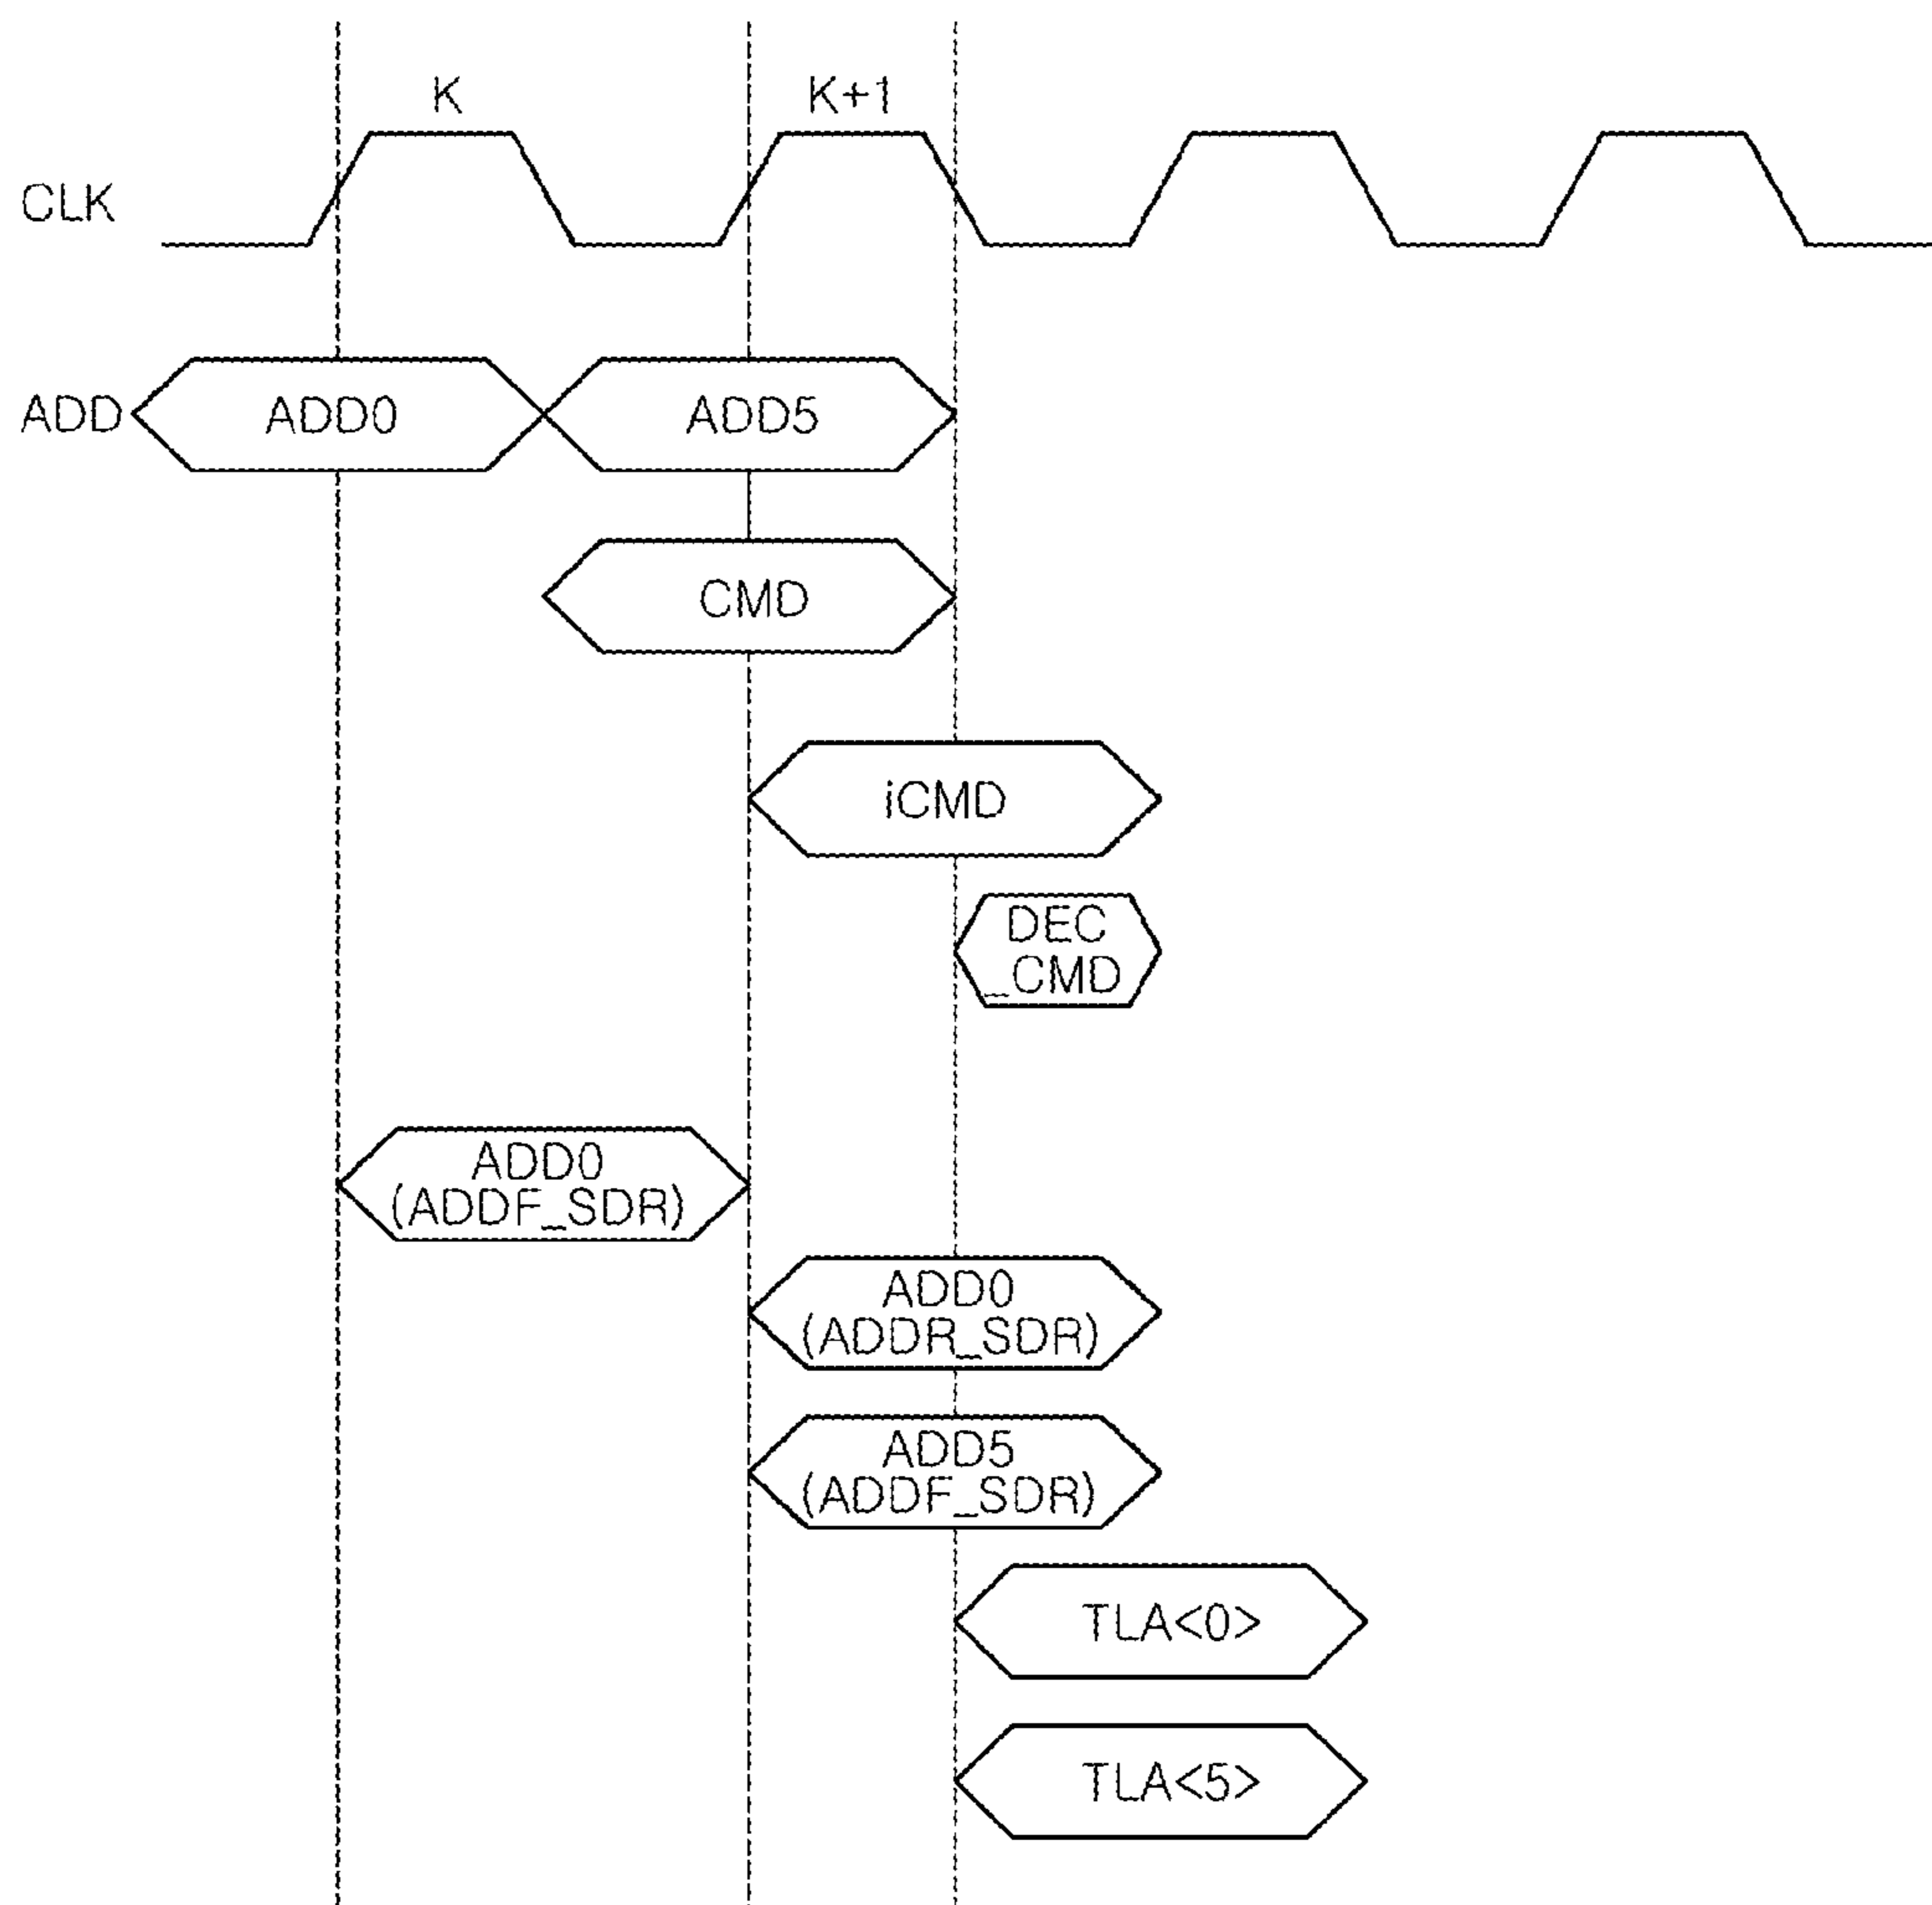 K
K+1
CLK
ADD
ADD0
ADD5
CMD
iCMD
DEC
_CMD
ADD0
(ADDF_SDR)
ADD0
(ADDR_SDR)
ADD5
(ADDF_SDR)
TLA<0>
TLA<5>